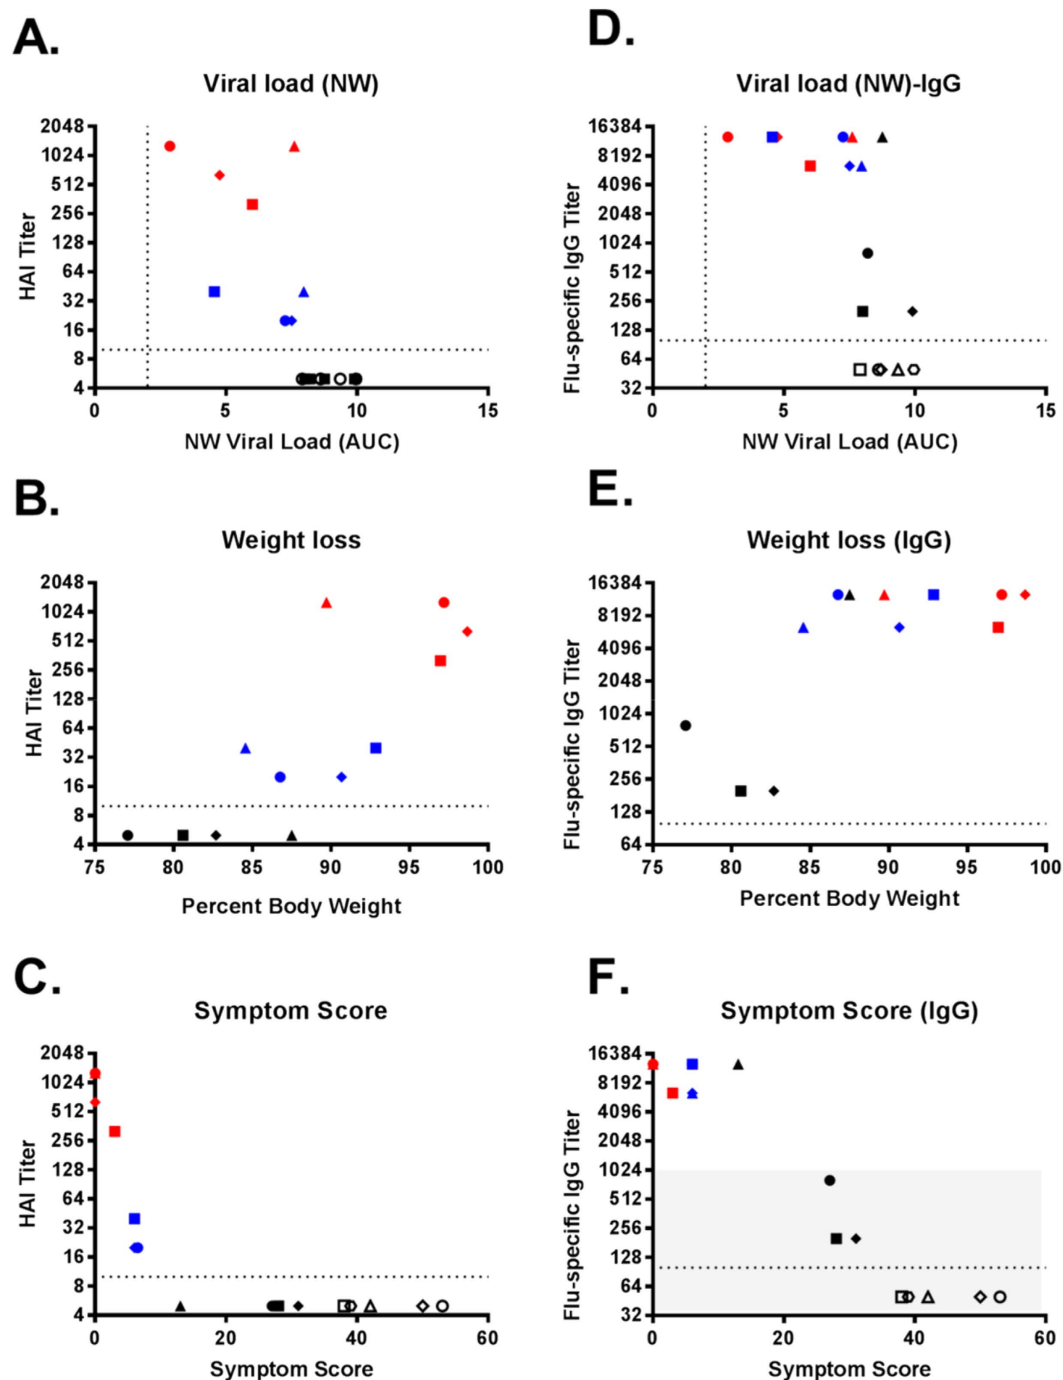 A.
Viral load (NW)
HAI Titer
2048
1024
512
256
128
64
32
16
8
4
0 5 10 15
NW Viral Load (AUC)
D.
Viral load (NW)-IgG
Flu-specific IgG Titer
16384
8192
4096
2048
1024
512
256
128
64
32
0 5 10 15
NW Viral Load (AUC)
B.
Weight loss
HAI Titer
2048
1024
512
256
128
64
32
16
8
4
75 80 85 90 95 100
Percent Body Weight
E.
Weight loss (IgG)
Flu-specific IgG Titer
16384
8192
4096
2048
1024
512
256
128
64
75 80 85 90 95 100
Percent Body Weight
C.
Symptom Score
HAI Titer
2048
1024
512
256
128
64
32
16
8
4
0 20 40 60
Symptom Score
F.
Symptom Score (IgG)
Flu-specific IgG Titer
16384
8192
4096
2048
1024
512
256
128
64
32
0 20 40 60
Symptom Score